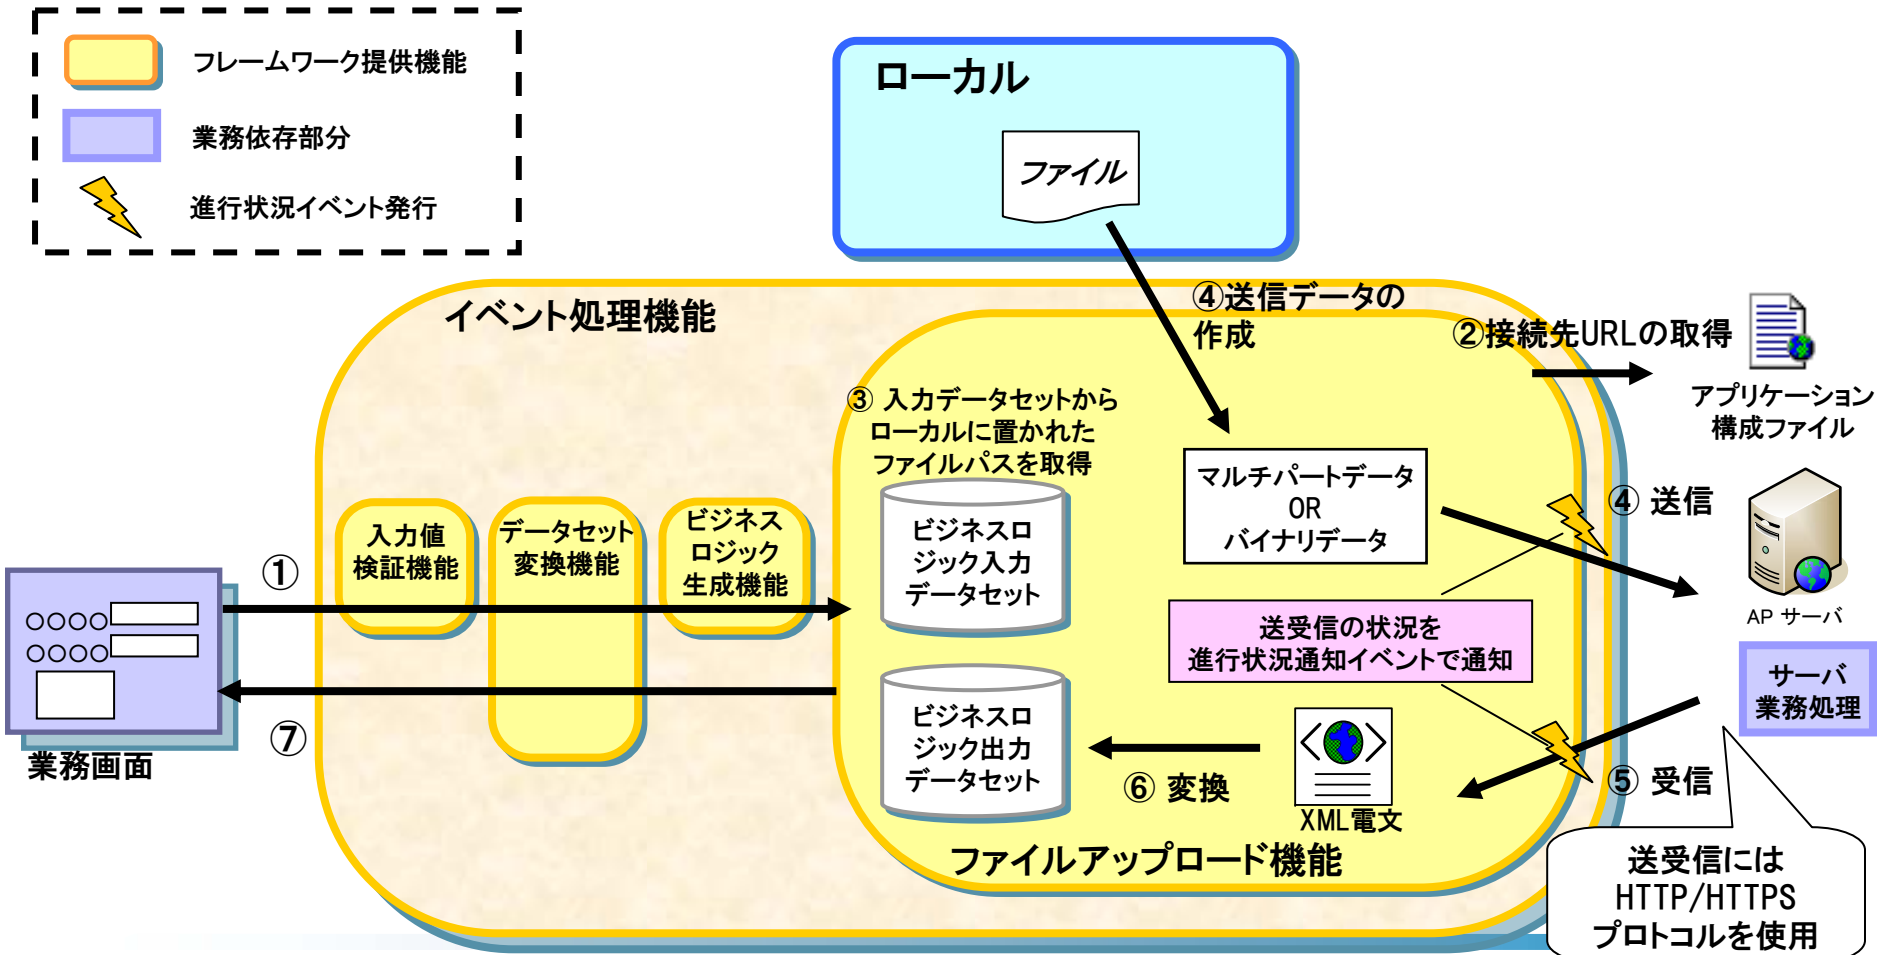 フレームワーク提供機能
業務依存部分
進行状況イベント発行
ローカル
ファイル
イベント処理機能
④送信データの
作成
②接続先URLの取得
アプリケーション
構成ファイル
③ 入力データセットから
ローカルに置かれた
ファイルパスを取得
マルチパートデータ
OR
バイナリデータ
④ 送信
AP サーバ
①
入力値
検証機能
データセット
変換機能
ビジネス
ロジック
生成機能
ビジネスロ
ジック入力
データセット
送受信の状況を
進行状況通知イベントで通知
サーバ
業務処理
⑦
業務画面
ビジネスロ
ジック出力
データセット
⑥ 変換
XML電文
⑤ 受信
ファイルアップロード機能
送受信には
HTTP/HTTPS
プロトコルを使用